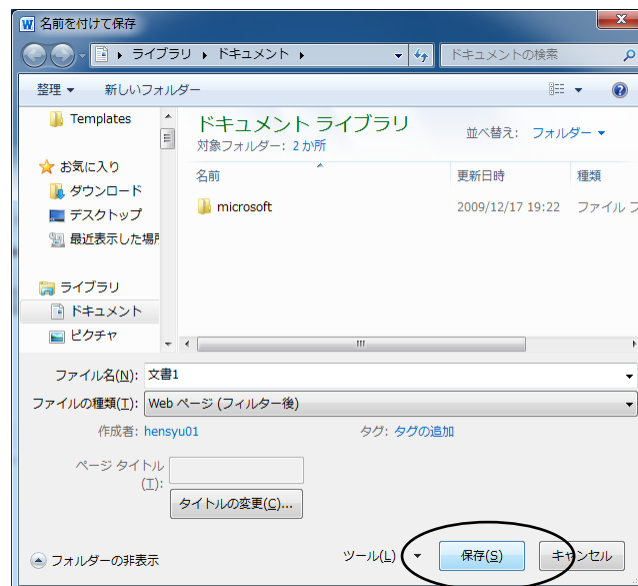 名前を付けて保存
ライブラリ ドキュメント ドキュメントの検索
整理 新しいフォルダー
Templates
お気に入り
ダウンロード
デスクトップ
最近表示した場所
ライブラリ
ドキュメント
ピクチャ
ドキュメント ライブラリ
対象フォルダー: 2 か所
並べ替え: フォルダー
名前 更新日時 種類
microsoft 2009/12/17 19:22 ファイル フ
ファイル名(N): 文書1
ファイルの種類(T): Web ページ (フィルター後)
作成者: hensyu01 タグ: タグの追加
ページ タイトル
(T):
タイトルの変更(C)...
フォルダーの非表示 ツール(L) 保存(S) キャンセル